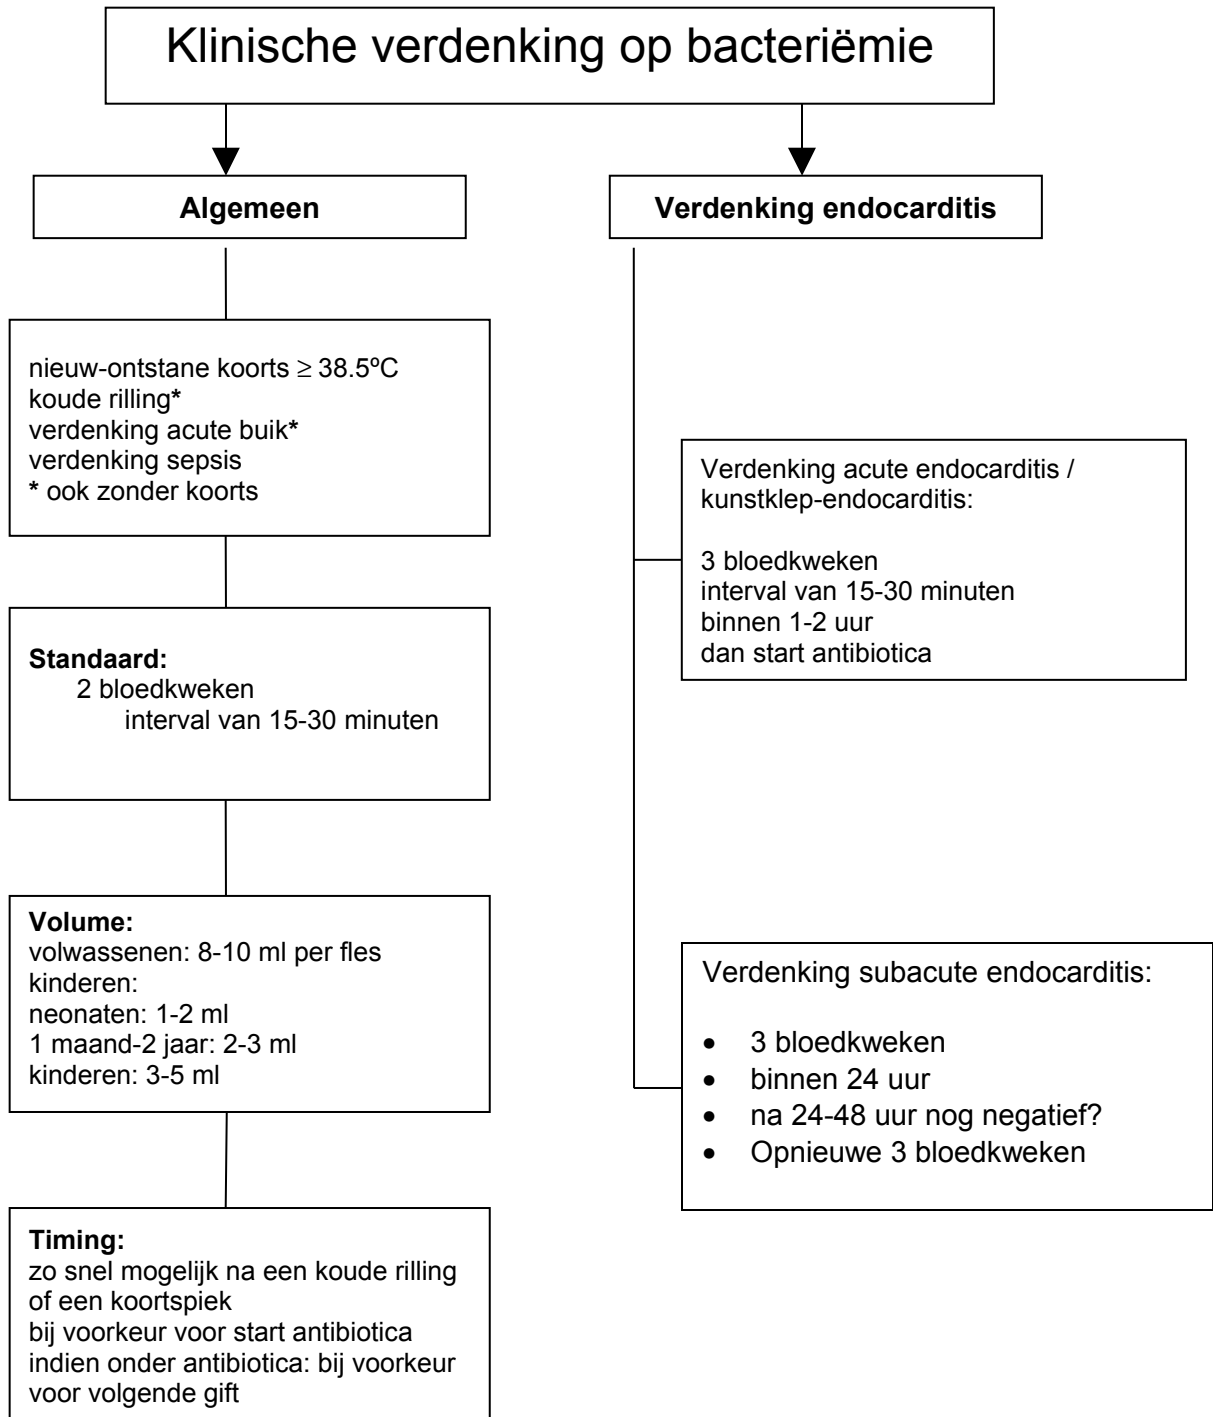 Klinische verdenking op bacteriëmie
Algemeen
nieuw-ontstane koorts ≥ 38.5ºC
koude rilling*
verdenking acute buik*
verdenking sepsis
* ook zonder koorts
Standaard:
2 bloedkweken
interval van 15-30 minuten
Volume:
volwassenen: 8-10 ml per fles
kinderen:
neonaten: 1-2 ml
1 maand-2 jaar: 2-3 ml
kinderen: 3-5 ml
Timing:
zo snel mogelijk na een koude rilling
of een koortspiek
bij voorkeur voor start antibiotica
indien onder antibiotica: bij voorkeur
voor volgende gift
Verdenking endocarditis
Verdenking acute endocarditis /
kunstklep-endocarditis:
3 bloedkweken
interval van 15-30 minuten
binnen 1-2 uur
dan start antibiotica
Verdenking subacute endocarditis:
• 3 bloedkweken
• binnen 24 uur
• na 24-48 uur nog negatief?
• Opnieuwe 3 bloedkweken